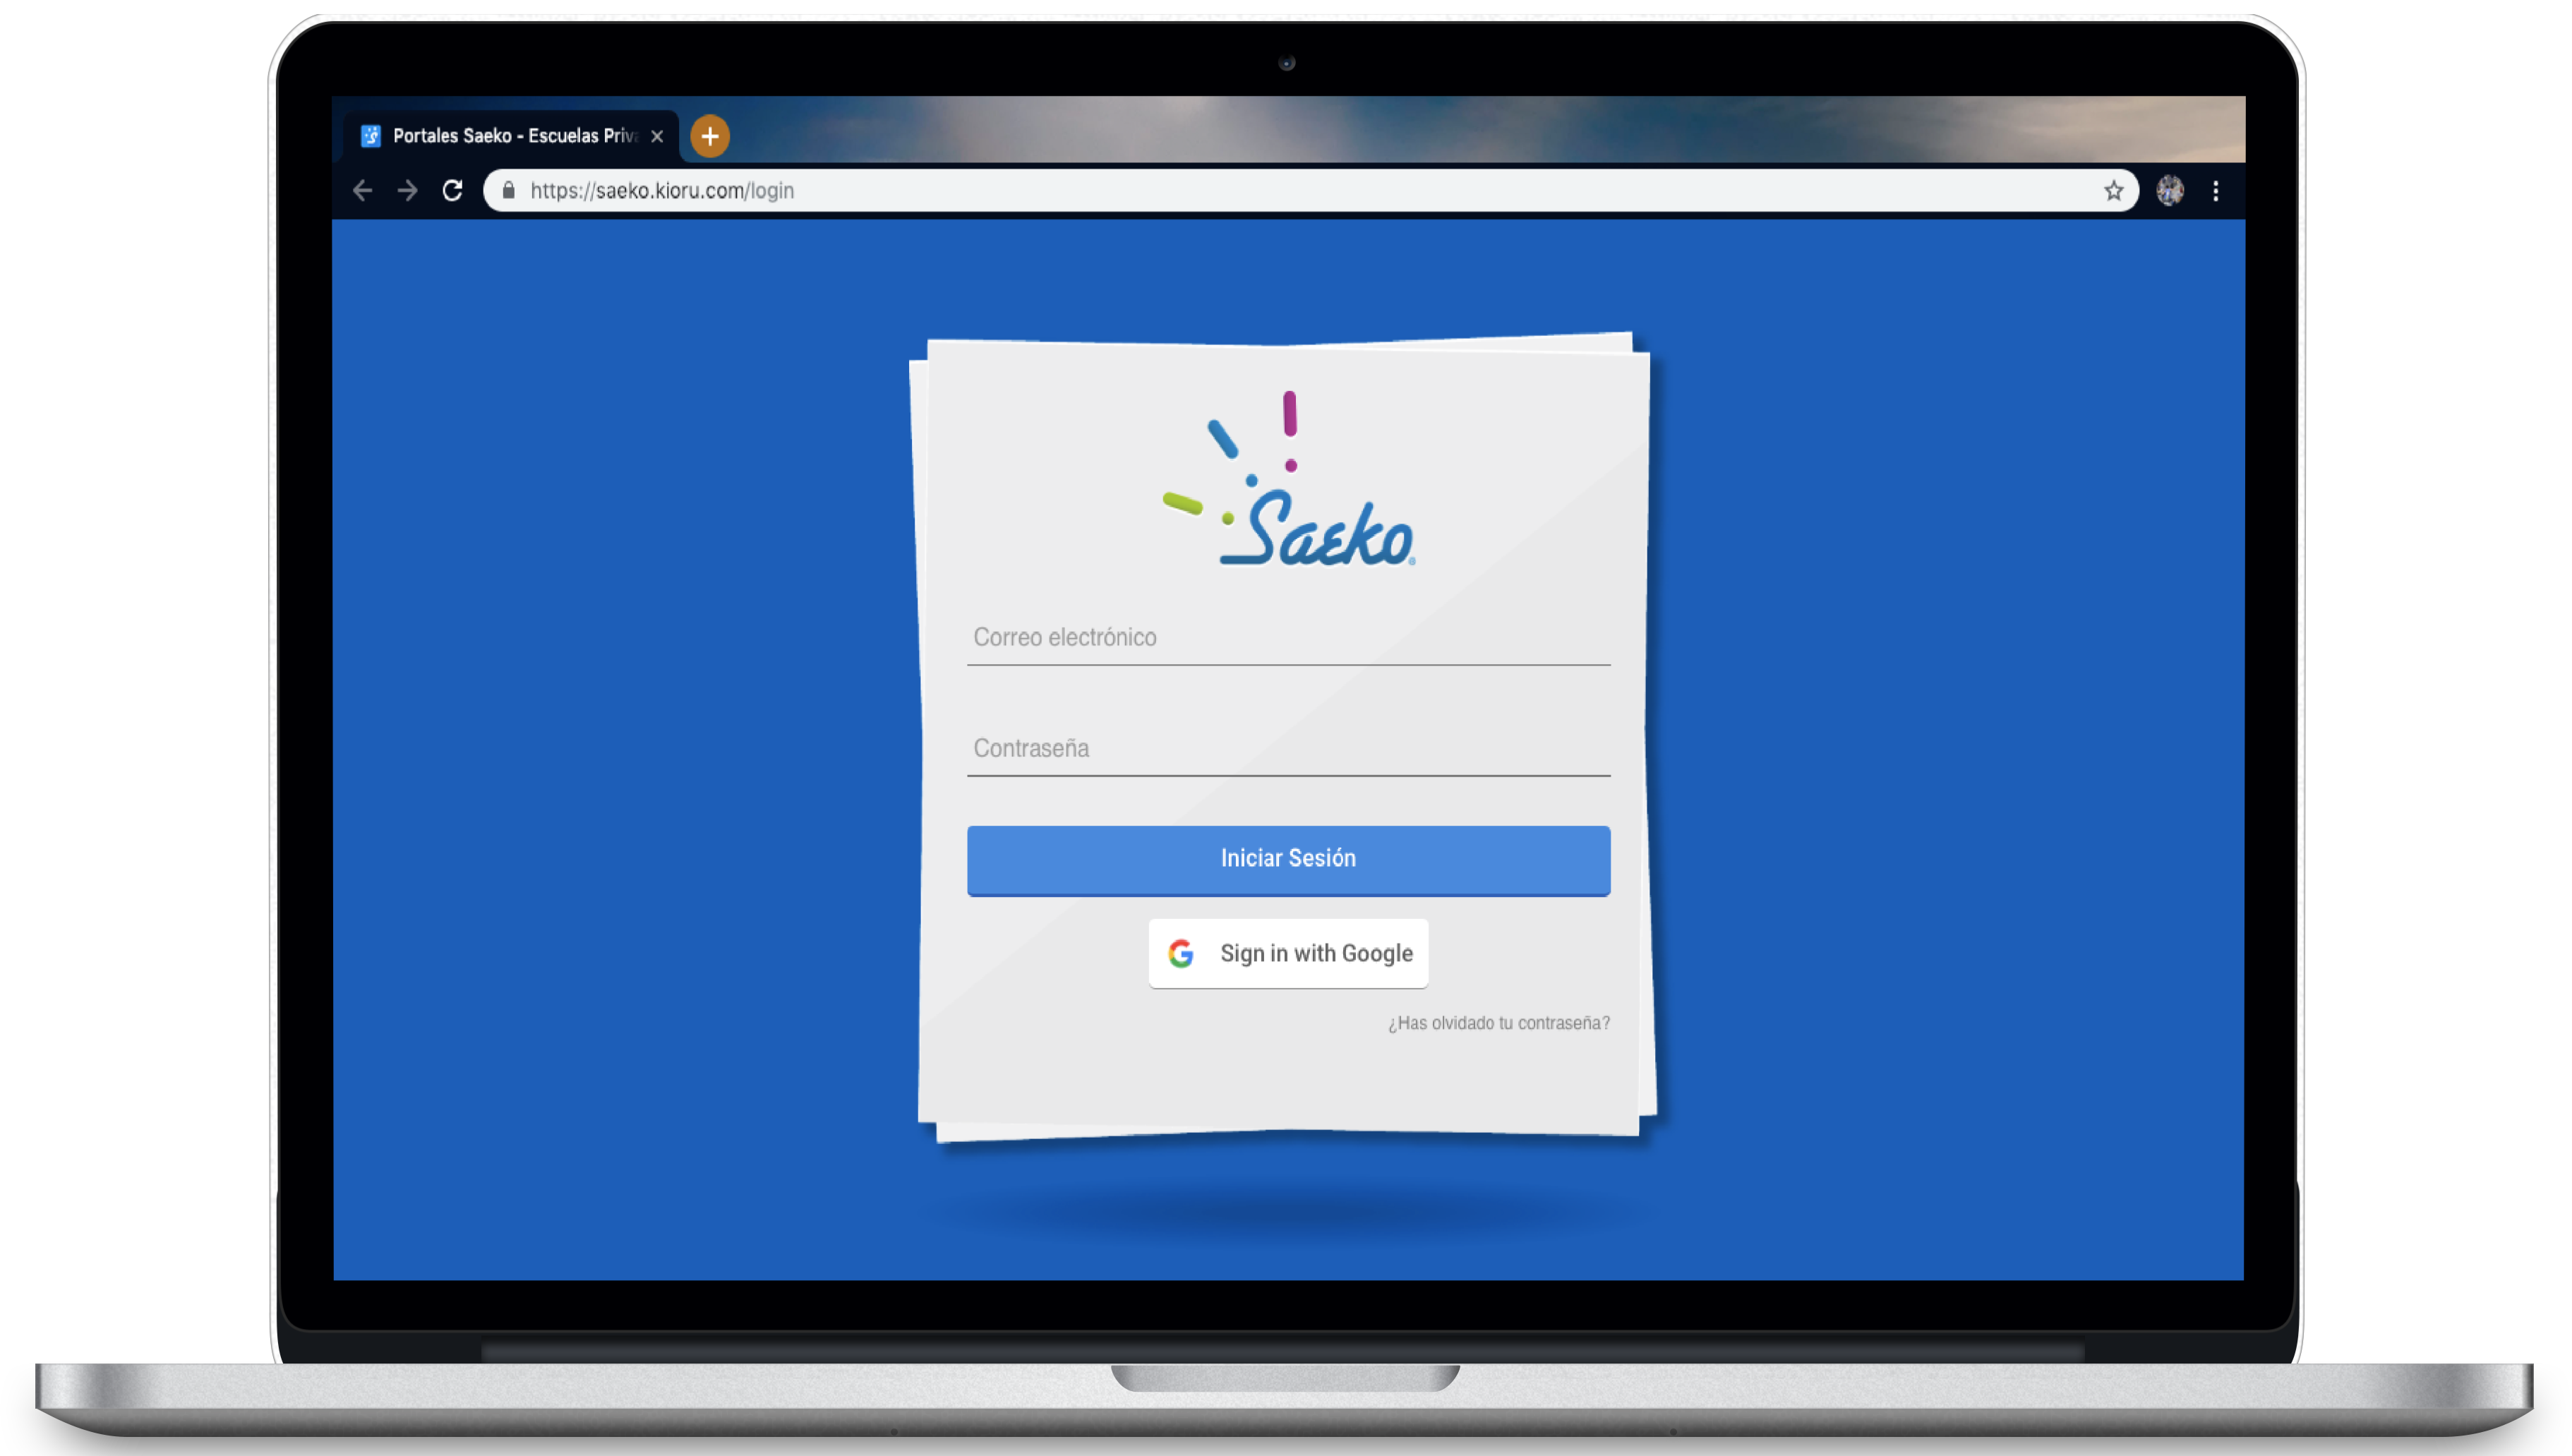 Portales Saeko - Escuelas Priv
https://saeko.kioru.com/login
Saeko
Correo electrónico
Contraseña
Iniciar Sesión
Sign in with Google
¿Has olvidado tu contraseña?